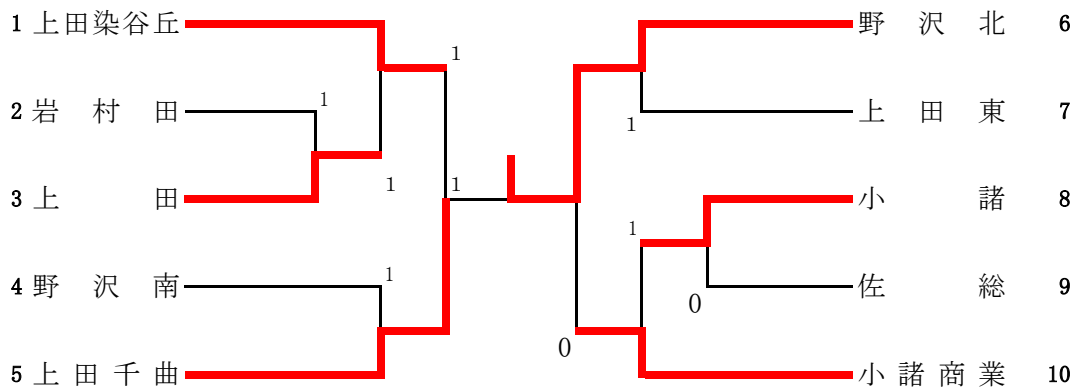 1 上田染谷丘
1
2 岩村田
1
3 上田
1
1
4 野沢南
1
5 上田千曲
野沢北 6
上田東 7
1
小諸 8
1
佐総 9
0
0
小諸商業 10